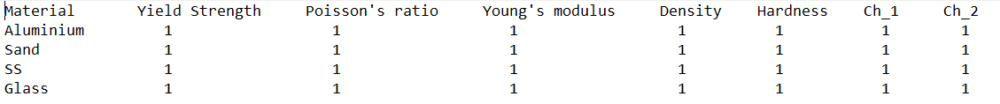 Material Yield Strength Poisson's ratio Young's modulus Density Hardness Ch_1 Ch_2
Aluminium 1 1 1 1 1 1 1
Sand 1 1 1 1 1 1 1
SS 1 1 1 1 1 1 1
Glass 1 1 1 1 1 1 1